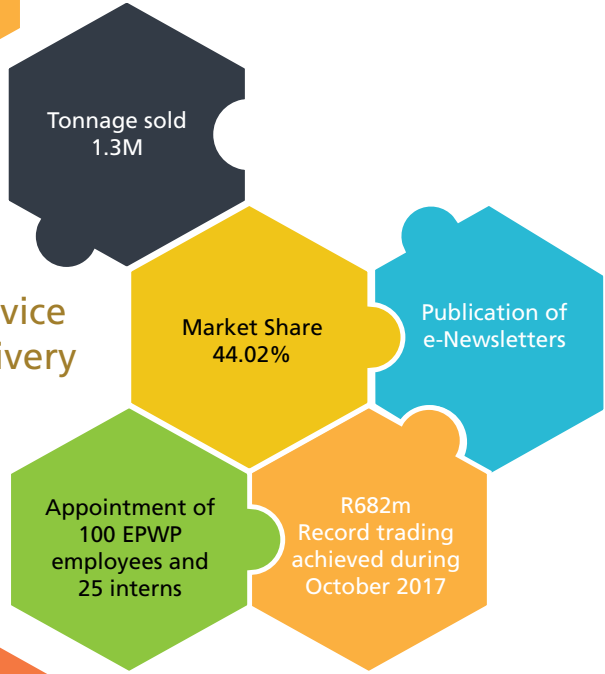 Tonnage sold
1.3M
vice
ivery
Market Share
44.02%
Publication of
e-Newsletters
Appointment of
100 EPWP
employees and
25 interns
R682m
Record trading
achieved during
October 2017